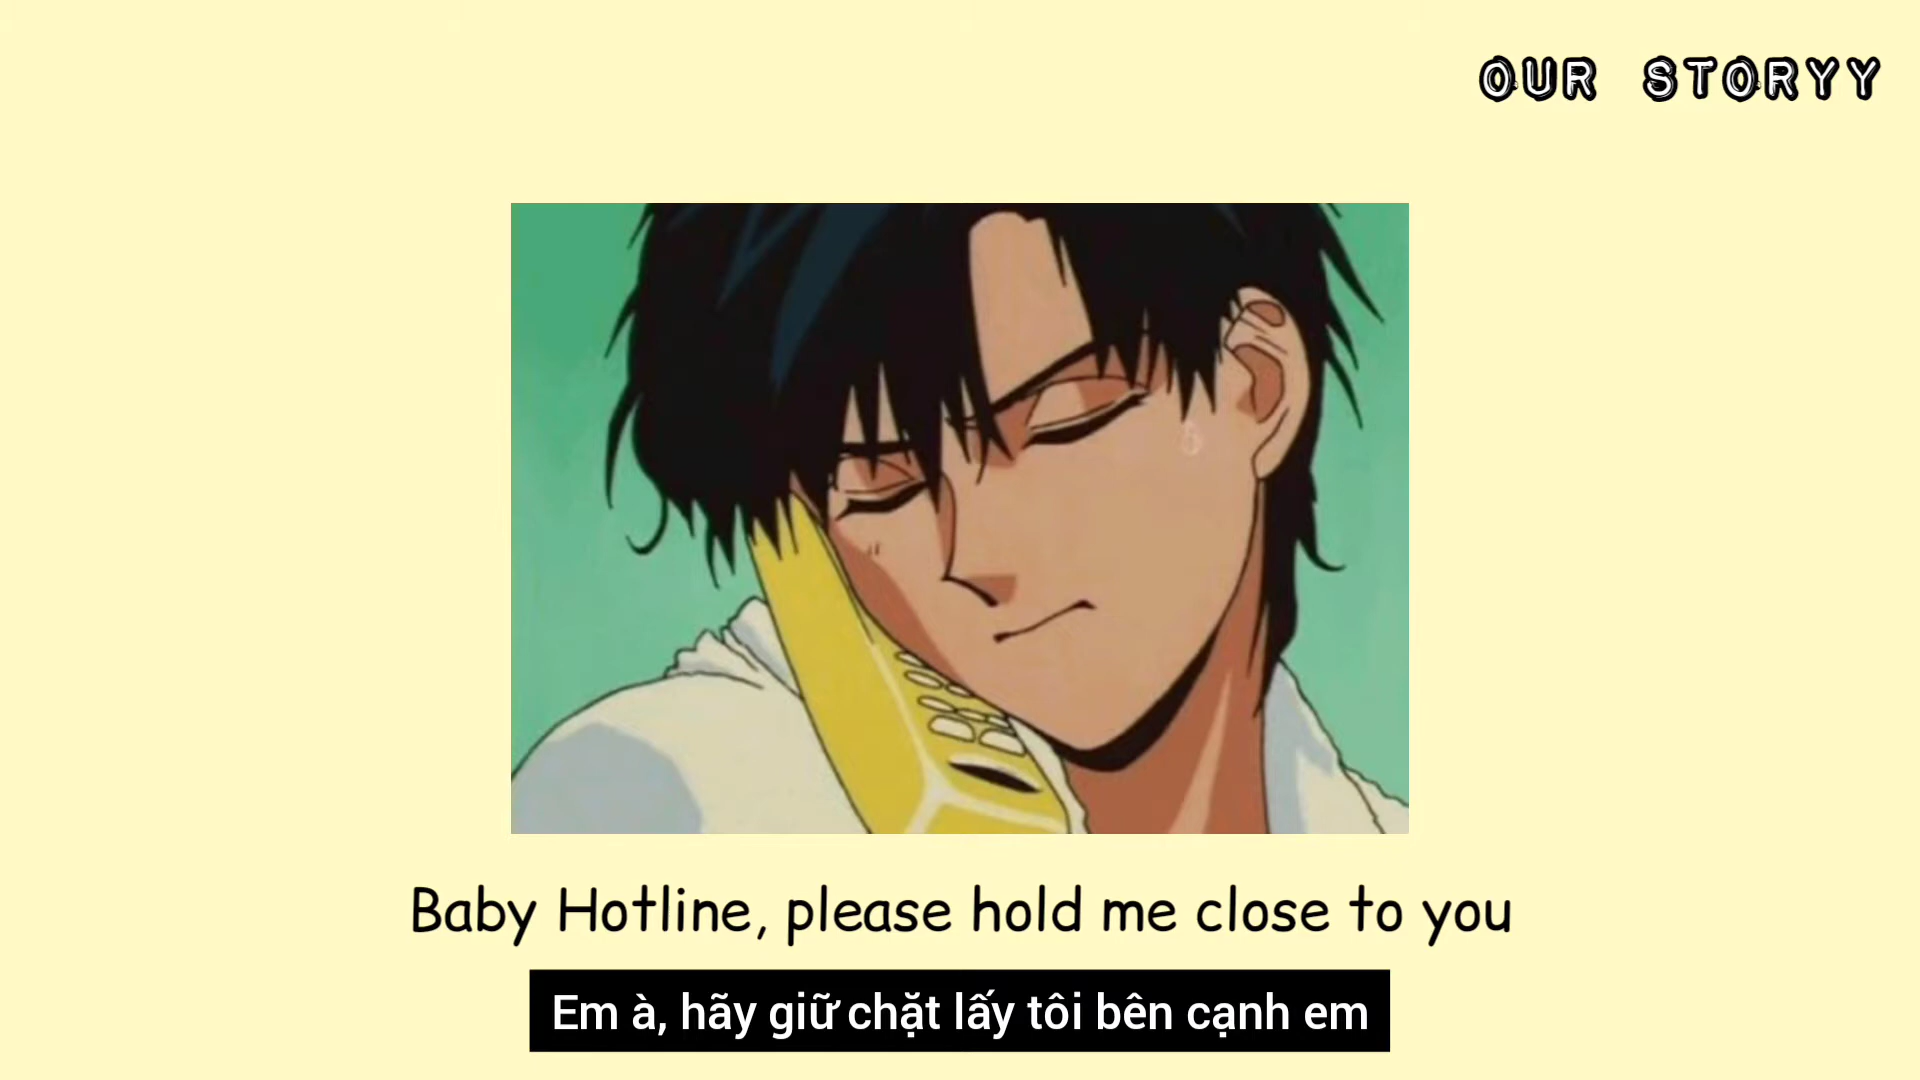 OUR STORYY
Baby Hotline, please hold me close to you
Em à, hãy giữ chặt lấy tôi bên cạnh em